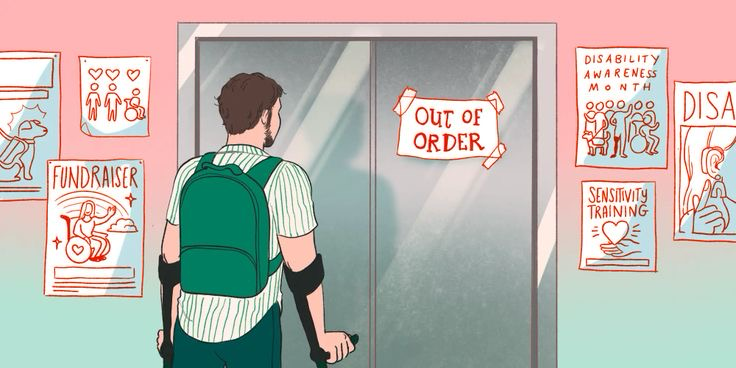 FUNDRAISER
OUT OF
ORDER
DISABILITY
AWARENESS
MONTH
SENSITIVITY
TRAINING
DISA